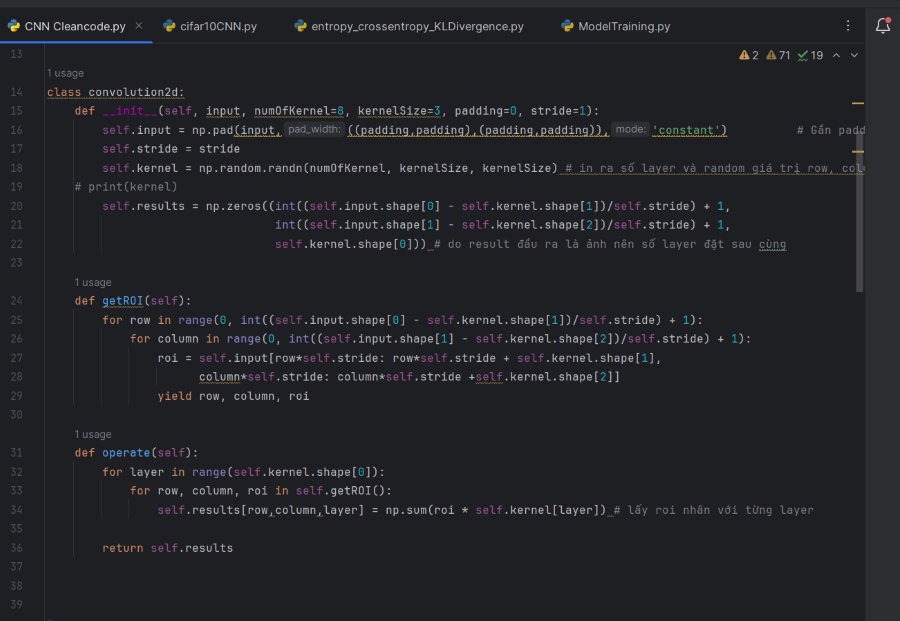 CNN Cleancode.py
cifar10CNN.py
entropy_crossentropy_KLDivergence.py
ModelTraining.py
2 71 19
13
1 usage
14 class convolution2d:
15 def __init__(self, input, numOfKernel=8, kernelSize=3, padding=0, stride=1):
16 self.input = np.pad(input, pad_width: ((padding,padding),(padding,padding)), mode: 'constant') # Gắn padd
17 self.stride = stride
18 self.kernel = np.random.randn(numOfKernel, kernelSize, kernelSize) # in ra số layer và random giá trị row, colu
19 # print(kernel)
20 self.results = np.zeros((int((self.input.shape[0] - self.kernel.shape[1])/self.stride) + 1,
21 int((self.input.shape[1] - self.kernel.shape[2])/self.stride) + 1,
22 self.kernel.shape[0])) # do result đầu ra là ảnh nên số layer đặt sau cùng
23
1 usage
24 def getROI(self):
25 for row in range(0, int((self.input.shape[0] - self.kernel.shape[1])/self.stride) + 1):
26 for column in range(0, int((self.input.shape[1] - self.kernel.shape[2])/self.stride) + 1):
27 roi = self.input[row*self.stride: row*self.stride + self.kernel.shape[1],
28 column*self.stride: column*self.stride +self.kernel.shape[2]]
29 yield row, column, roi
30
1 usage
31 def operate(self):
32 for layer in range(self.kernel.shape[0]):
33 for row, column, roi in self.getROI():
34 self.results[row,column,layer] = np.sum(roi * self.kernel[layer]) # lấy roi nhân với từng layer
35
36 return self.results
37
38
39